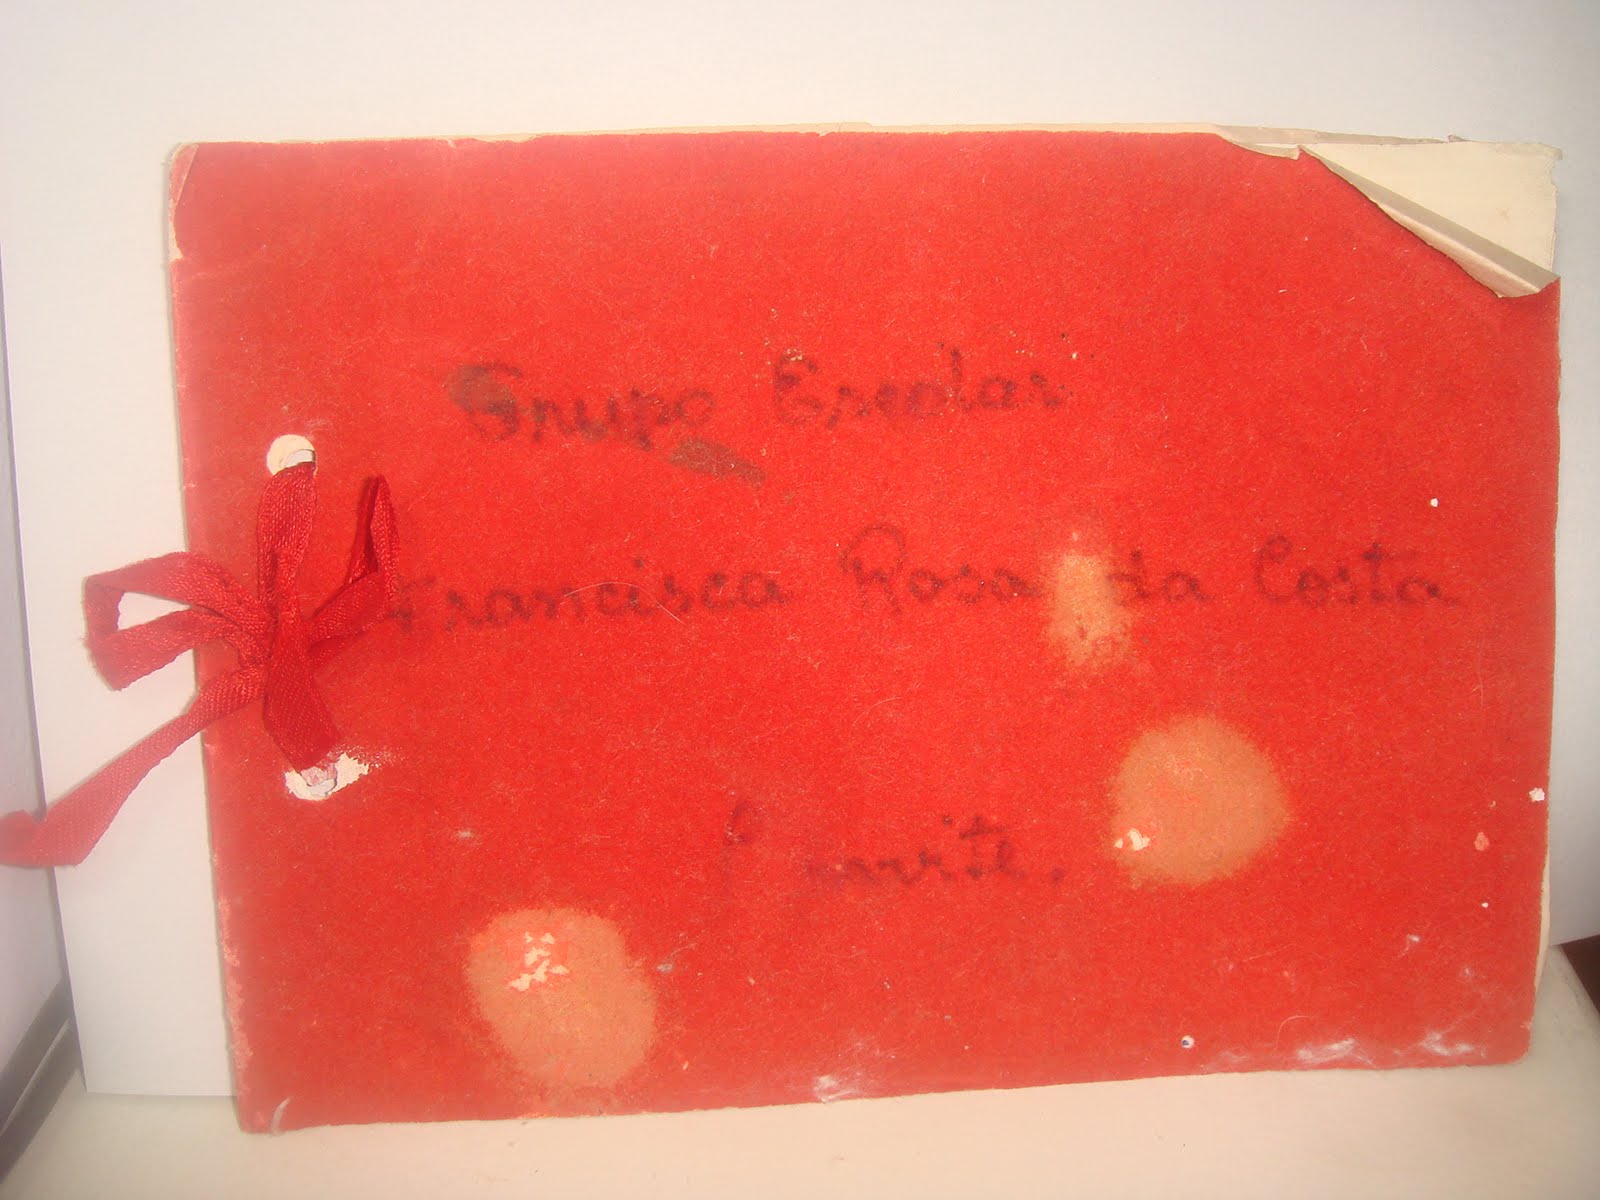 Grupo Escolar
Francisca Rosa da Costa